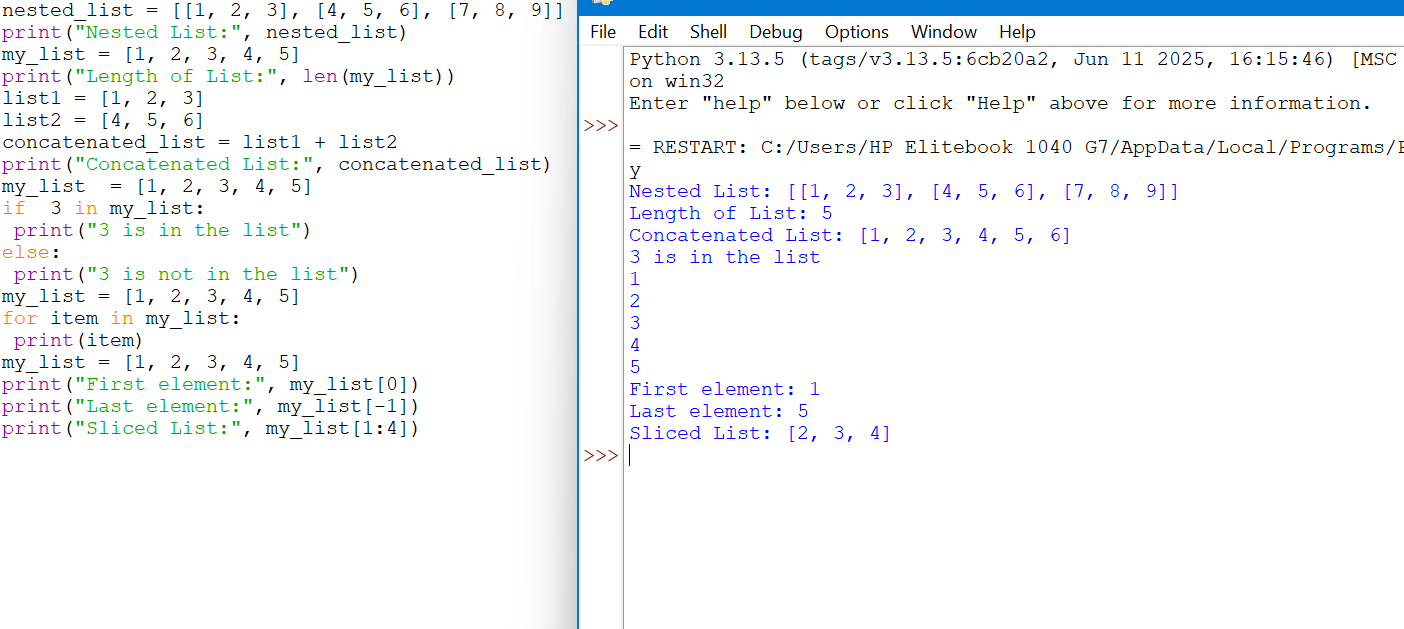 nested_list = [[1, 2, 3], [4, 5, 6], [7, 8, 9]]
print("Nested List:", nested_list)
my_list = [1, 2, 3, 4, 5]
print("Length of List:", len(my_list))
list1 = [1, 2, 3]
list2 = [4, 5, 6]
concatenated_list = list1 + list2
print("Concatenated List:", concatenated_list)
my_list  = [1, 2, 3, 4, 5]
if  3 in my_list:
 print("3 is in the list")
else:
 print("3 is not in the list")
my_list = [1, 2, 3, 4, 5]
for item in my_list:
 print(item)
my_list = [1, 2, 3, 4, 5]
print("First element:", my_list[0])
print("Last element:", my_list[-1])
print("Sliced List:", my_list[1:4])
File Edit Shell Debug Options Window Help
Python 3.13.5 (tags/v3.13.5:6cb20a2, Jun 11 2025, 16:15:46) [MSC
on win32
Enter "help" below or click "Help" above for more information.
>>>
= RESTART: C:/Users/HP Elitebook 1040 G7/AppData/Local/Programs/
y
Nested List: [[1, 2, 3], [4, 5, 6], [7, 8, 9]]
Length of List: 5
Concatenated List: [1, 2, 3, 4, 5, 6]
3 is in the list
1
2
3
4
5
First element: 1
Last element: 5
Sliced List: [2, 3, 4]
>>>